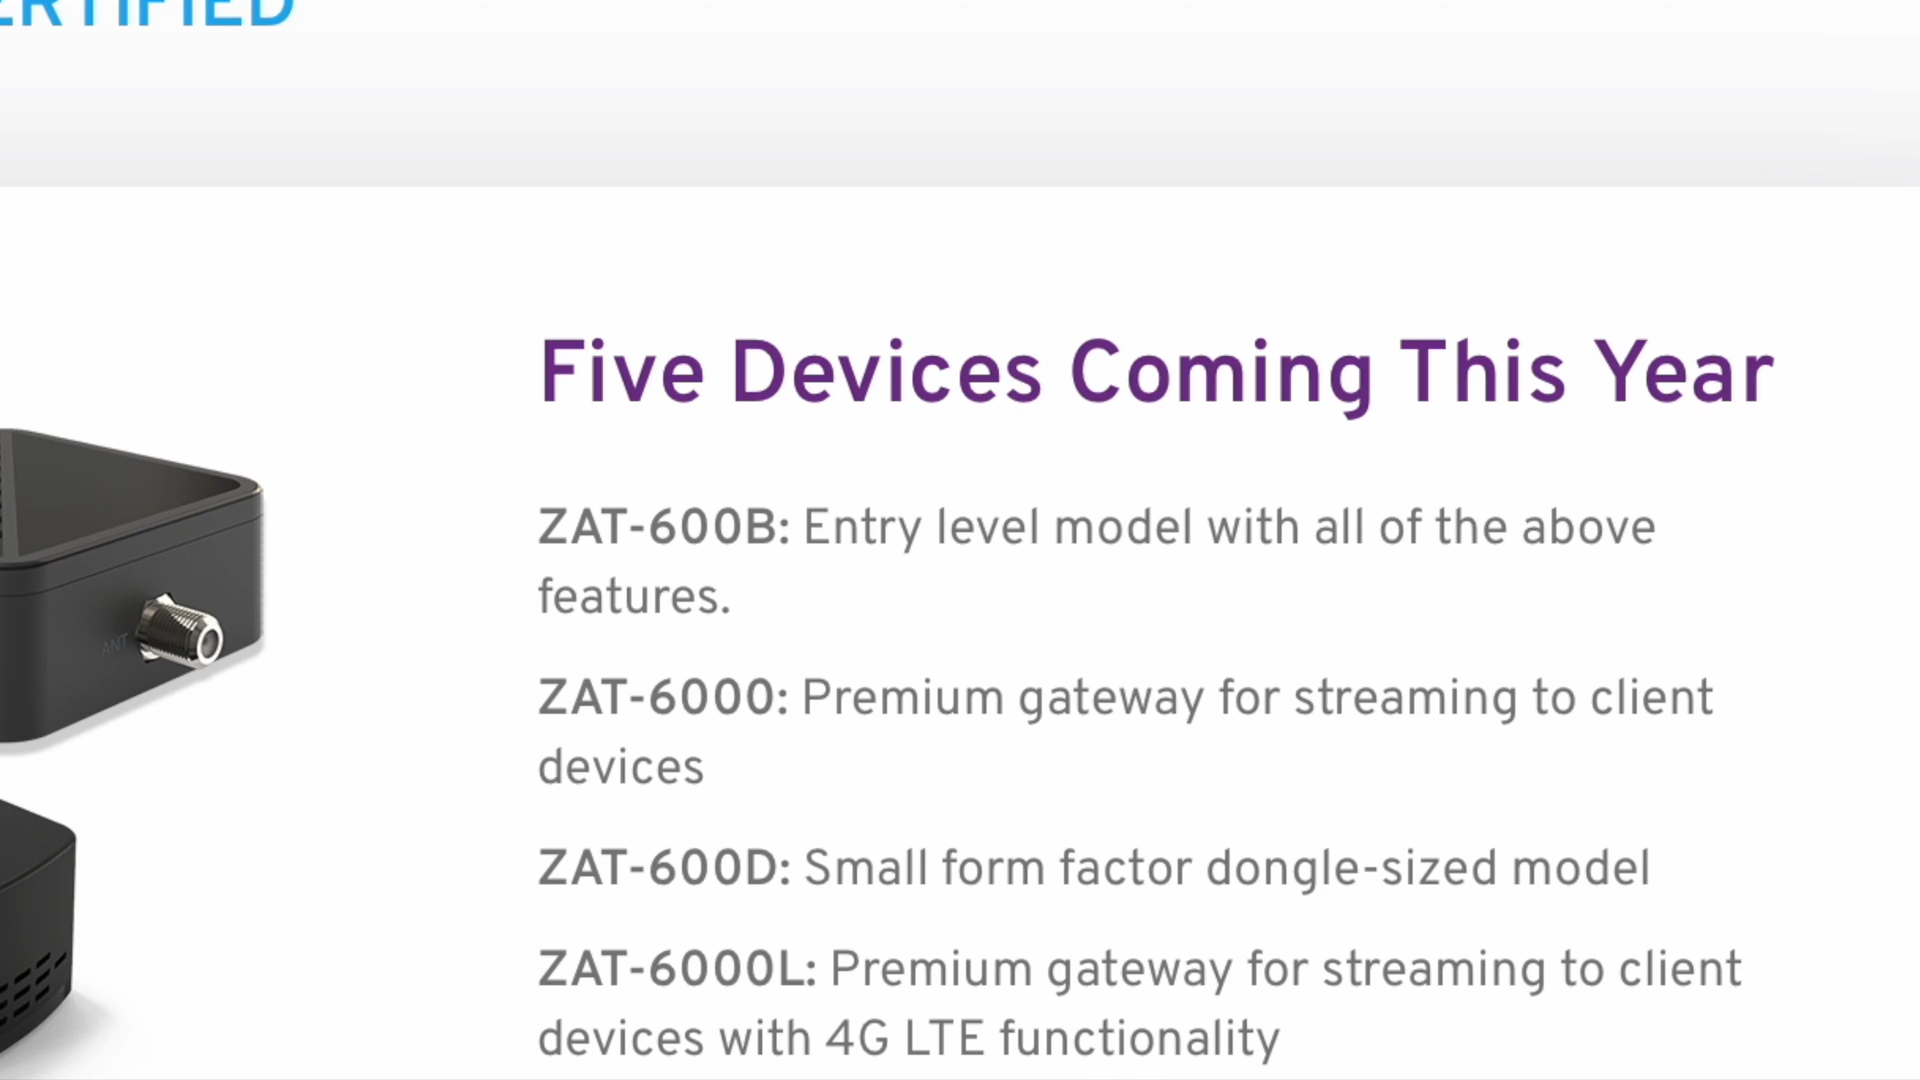 ERTIFIED
Five Devices Coming This Year
ZAT-600B: Entry level model with all of the above
features.
ANT
ZAT-6000: Premium gateway for streaming to client
devices
ZAT-600D: Small form factor dongle-sized model
ZAT-6000L: Premium gateway for streaming to client
devices with 4G LTE functionality